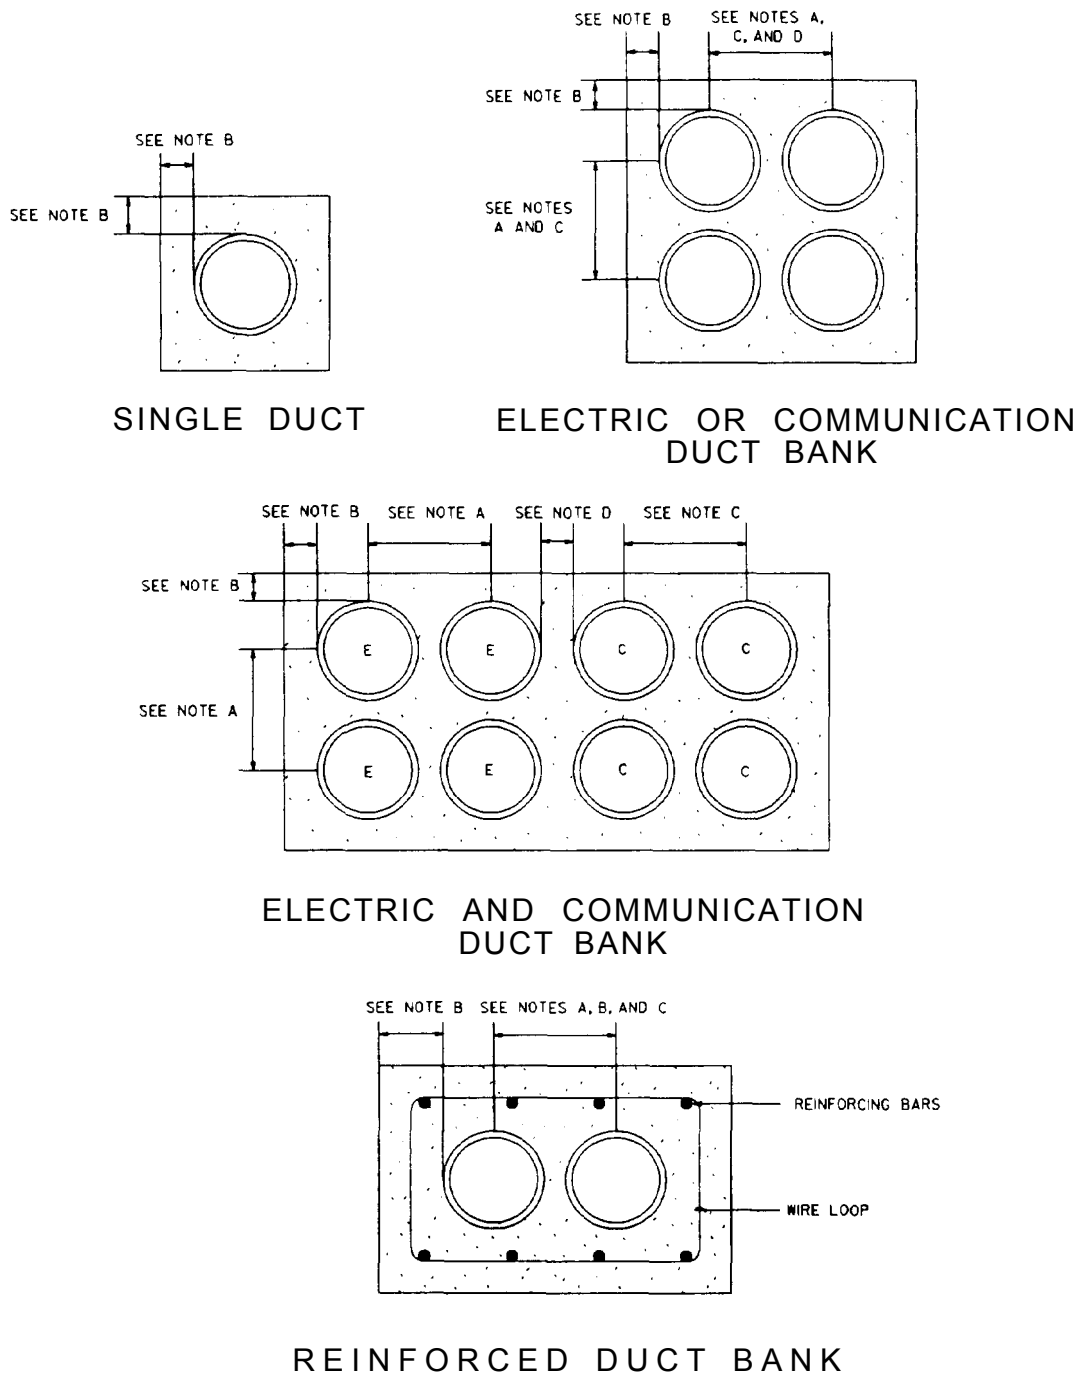 SEE NOTE B
SEE NOTE B
SINGLE DUCT
SEE NOTE B
SEE NOTES A,
C, AND D
SEE NOTE B
SEE NOTES
A AND C
ELECTRIC OR COMMUNICATION
DUCT BANK
SEE NOTE B
SEE NOTE A
SEE NOTE D
SEE NOTE C
SEE NOTE B
SEE NOTE A
E
E
C
C
E
E
C
C
ELECTRIC AND COMMUNICATION
DUCT BANK
SEE NOTE B
SEE NOTES A, B, AND C
REINFORCING BARS
WIRE LOOP
REINFORCED DUCT BANK